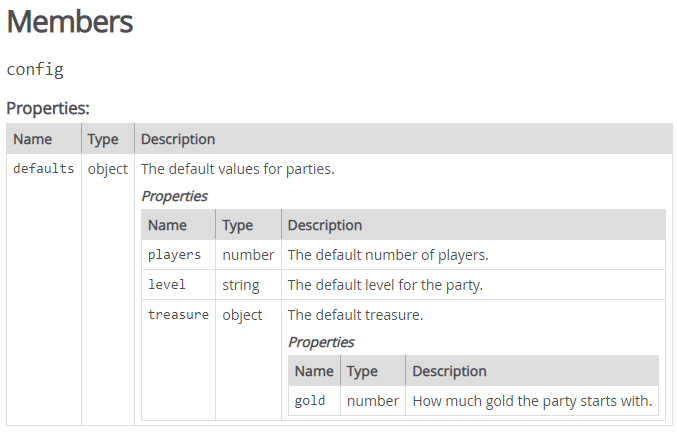 Members
config
Properties:
Name Type Description
defaults object The default values for parties.
Properties
Name Type Description
players number The default number of players.
level string The default level for the party.
treasure object The default treasure.
Properties
Name Type Description
gold number How much gold the party starts with.